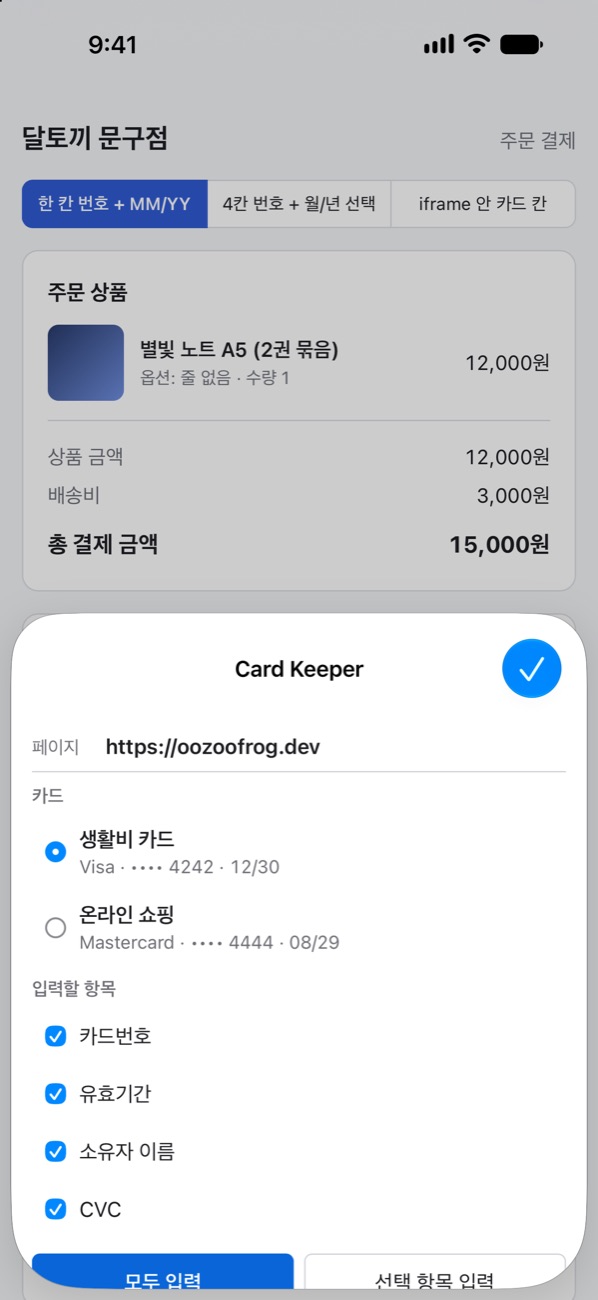 9:41
달토끼 문구점
주문 결제
한 칸 번호 + MM/YY
4칸 번호 + 월/년 선택
iframe 안 카드 칸
주문 상품
별빛 노트 A5 (2권 묶음)
옵션: 줄 없음 · 수량 1
12,000원
상품 금액 12,000원
배송비 3,000원
총 결제 금액 15,000원
Card Keeper
페이지 https://oozoofrog.dev
카드
생활비 카드
Visa · •••• 4242 · 12/30
온라인 쇼핑
Mastercard · •••• 4444 · 08/29
입력할 항목
카드번호
유효기간
소유자 이름
CVC
모두 입력
선택 항목 입력